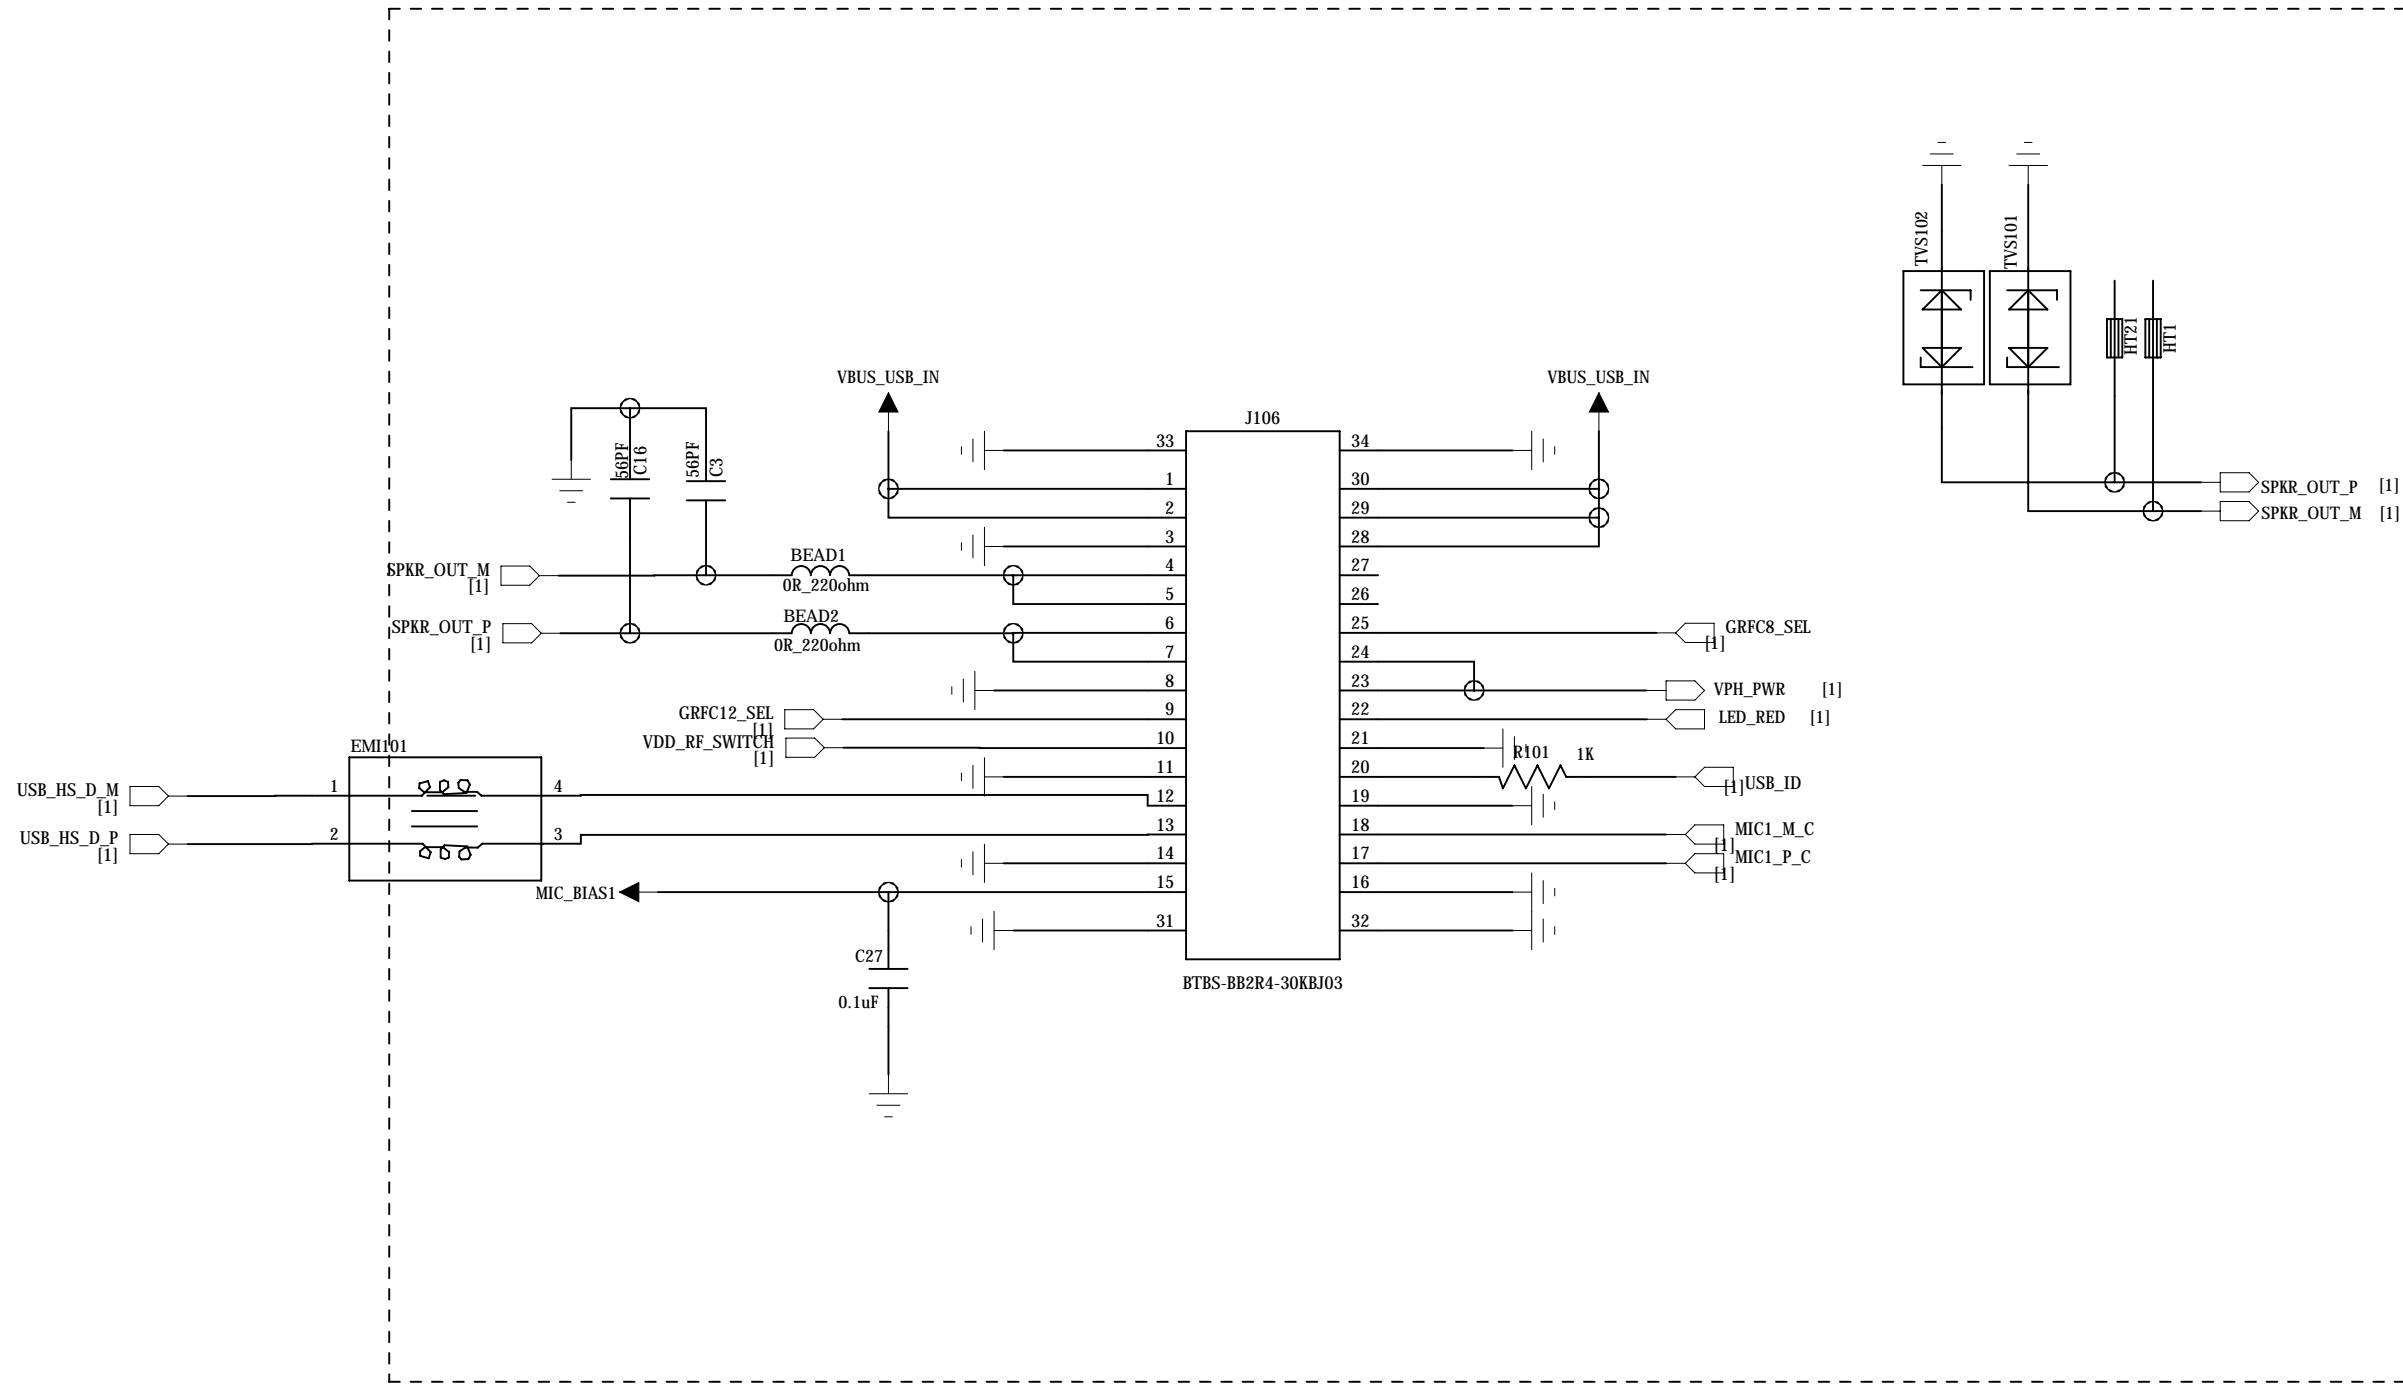 TVS102
TVS101
HT21
HT1
SPKR_OUT_P [1]
SPKR_OUT_M [1]
VBUS_USB_IN
VBUS_USB_IN
J106
56PF
C16
56PF
C3
33
34
1
30
2
29
3
28
SPKR_OUT_M
[1]
BEAD1
0R_220ohm
4
27
5
26
SPKR_OUT_P
[1]
BEAD2
0R_220ohm
6
25
GRFC8_SEL
[1]
7
24
8
23
VPH_PWR [1]
GRFC12_SEL
[1]
9
22
LED_RED [1]
VDD_RF_SWITCH
[1]
10
21
R101 1K
11
20
[1]
USB_ID
EMI101
USB_HS_D_M
[1]
1
4
12
19
USB_HS_D_P
[1]
2
3
13
18
MIC1_M_C
[1]
14
17
MIC1_P_C
[1]
MIC_BIAS1
15
16
31
32
C27
0.1uF
BTBS-BB2R4-30KBJ03